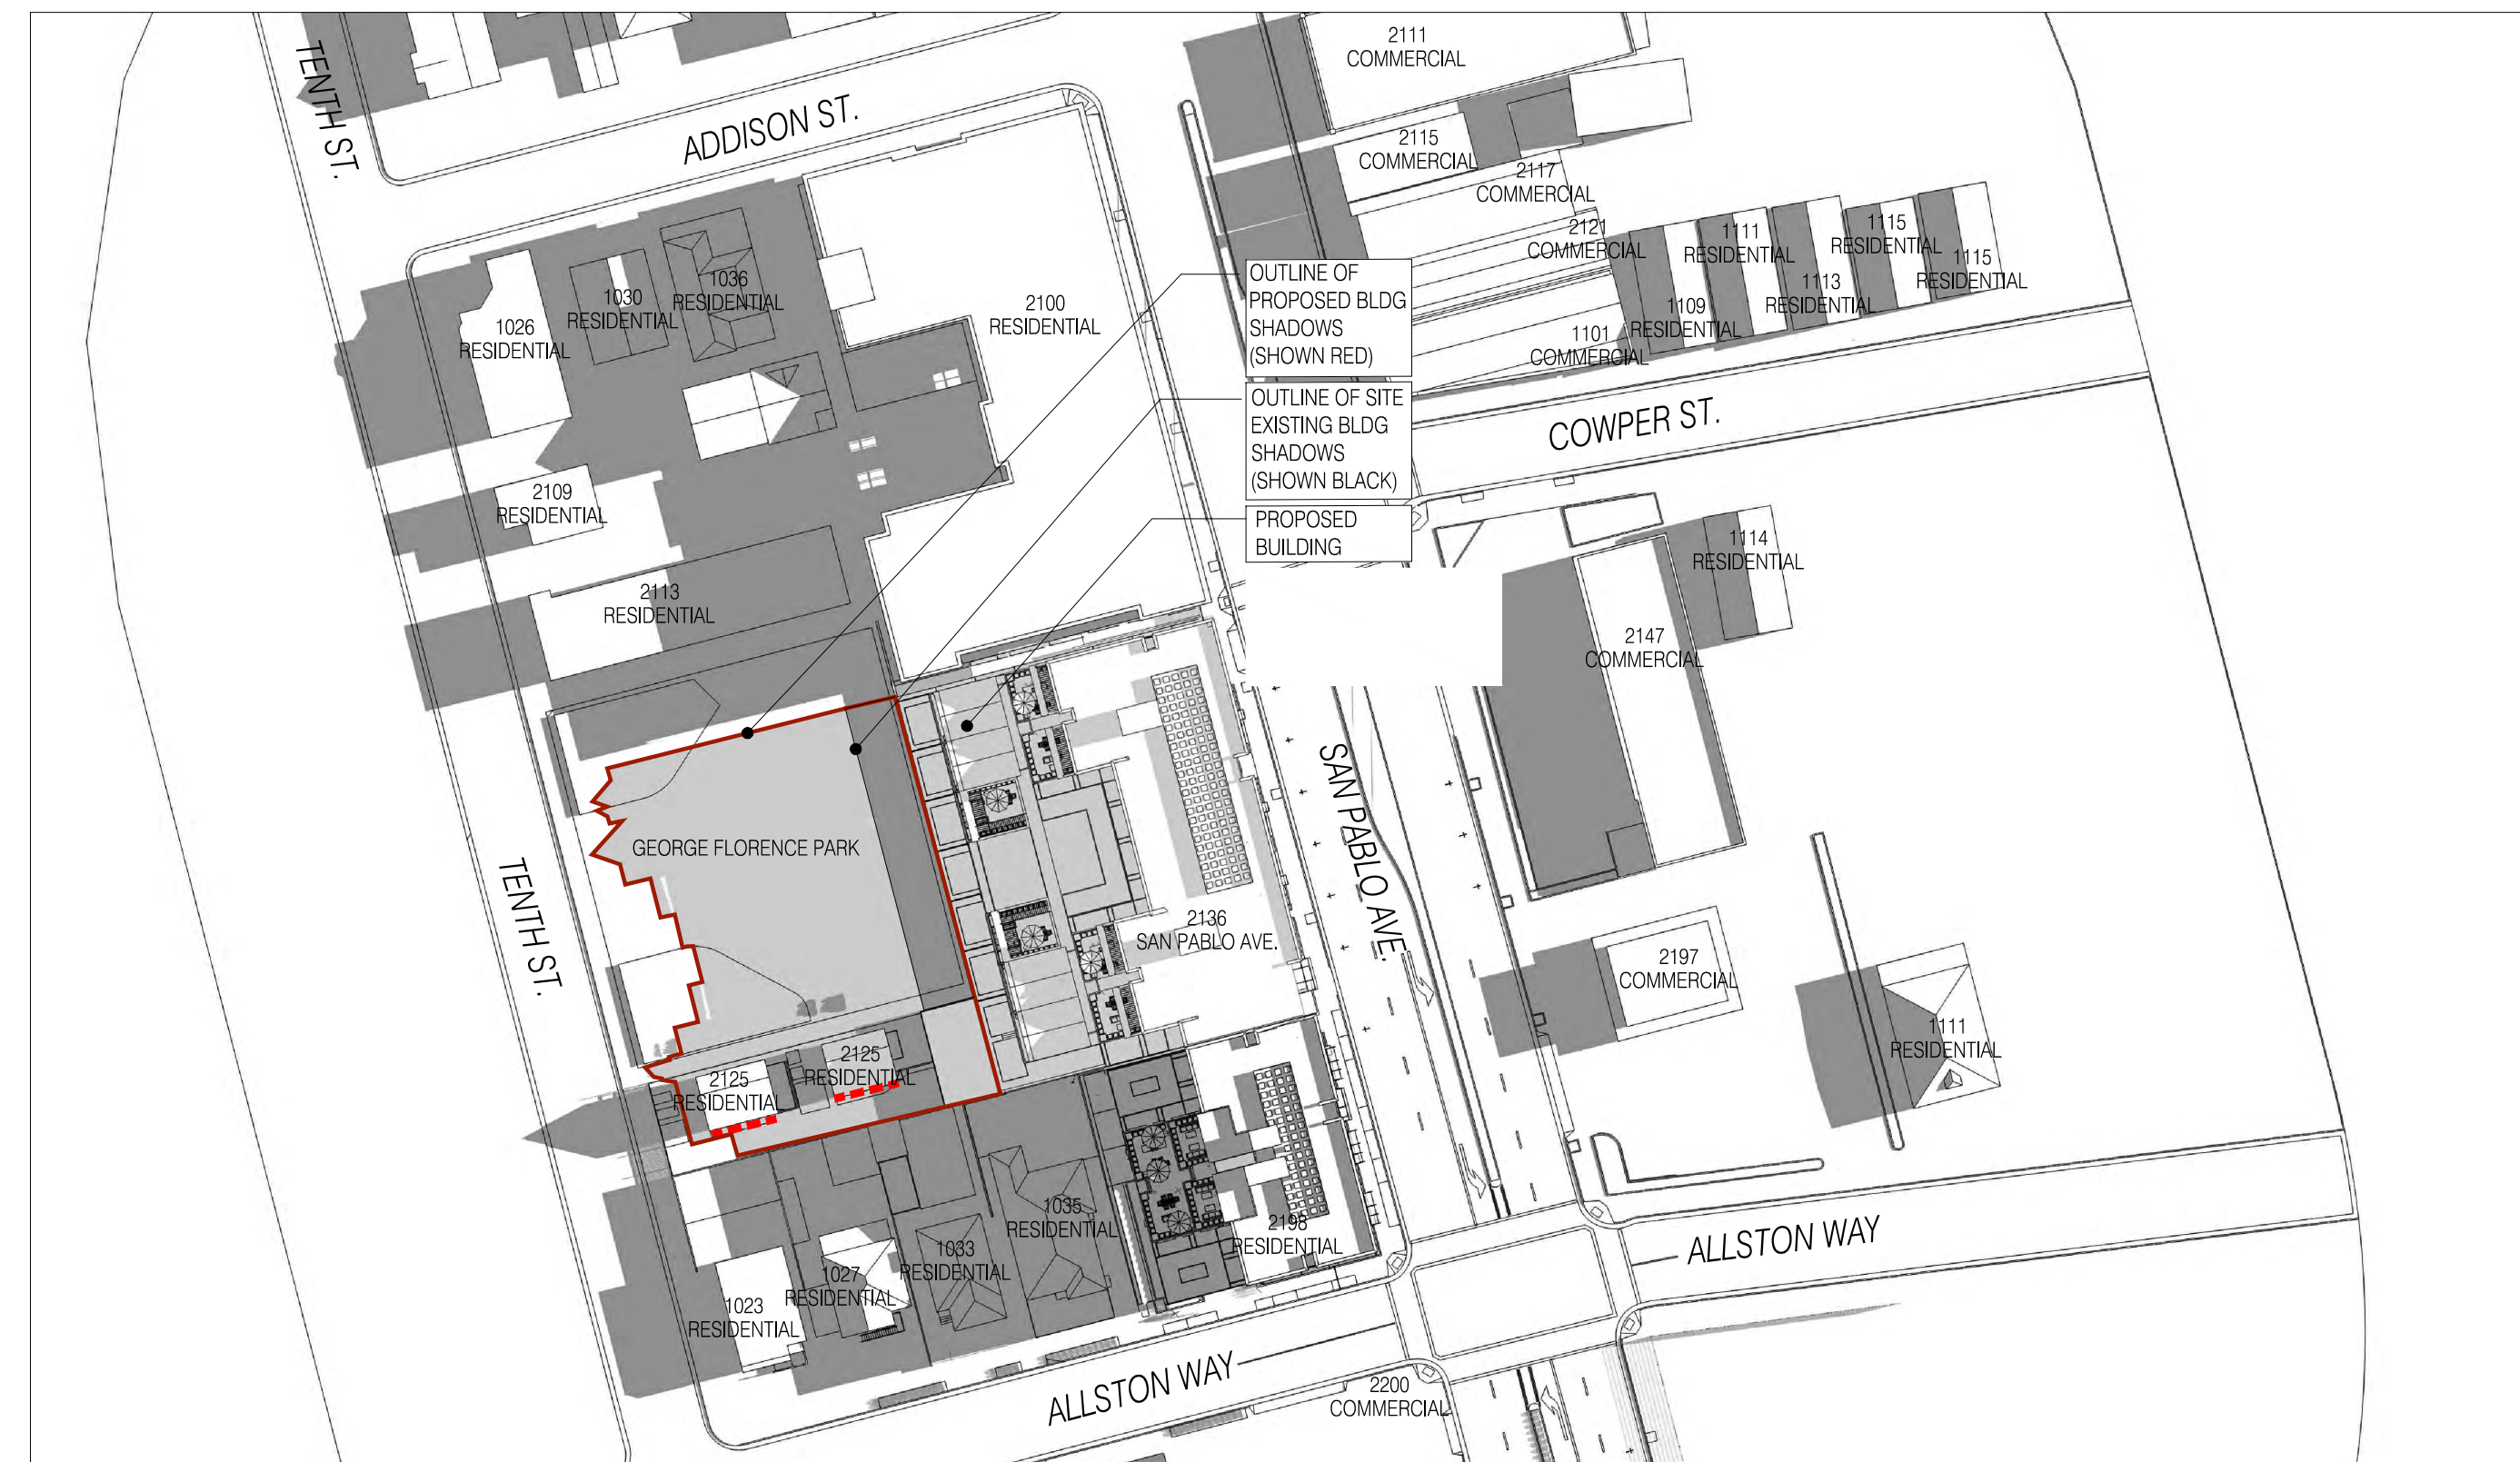 TENTH ST.
ADDISON ST.
2111
COMMERCIAL
2115
COMMERCIAL
2117
COMMERCIAL
2121
COMMERCIAL
1111
RESIDENTIAL
1115
RESIDENTIAL
1115
RESIDENTIAL
1113
RESIDENTIAL
1109
RESIDENTIAL
1101
COMMERCIAL
1036
RESIDENTIAL
1030
RESIDENTIAL
1026
RESIDENTIAL
2100
RESIDENTIAL
OUTLINE OF
PROPOSED BLDG
SHADOWS
(SHOWN RED)
OUTLINE OF SITE
EXISTING BLDG
SHADOWS
(SHOWN BLACK)
PROPOSED
BUILDING
COWPER ST.
2109
RESIDENTIAL
2113
RESIDENTIAL
1114
RESIDENTIAL
2147
COMMERCIAL
SAN PABLO AVE.
GEORGE FLORENCE PARK
TENTH ST.
2136
SAN PABLO AVE.
2197
COMMERCIAL
1111
RESIDENTIAL
2125
RESIDENTIAL
2125
RESIDENTIAL
1035
RESIDENTIAL
1033
RESIDENTIAL
1027
RESIDENTIAL
1023
RESIDENTIAL
2198
RESIDENTIAL
ALLSTON WAY
ALLSTON WAY
2200
COMMERCIAL